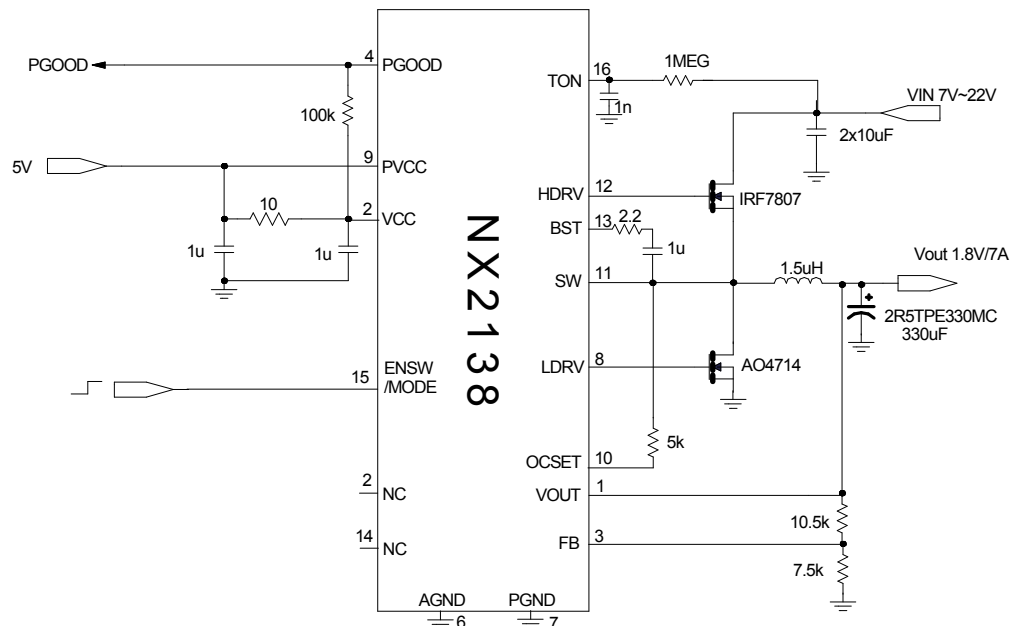 PGOOD
4
PGOOD
100k
5V
9
PVCC
10
2
VCC
1u
1u
15
ENSW
/MODE
2
NC
14
NC
NX2138
AGND
6
PGND
7
TON
16
1MEG
1n
VIN 7V~22V
2x10uF
HDRV
12
IRF7807
BST
13
2.2
1u
SW
11
1.5uH
Vout 1.8V/7A
2R5TPE330MC
330uF
LDRV
8
AO4714
5k
OCSET
10
VOUT
1
10.5k
FB
3
7.5k